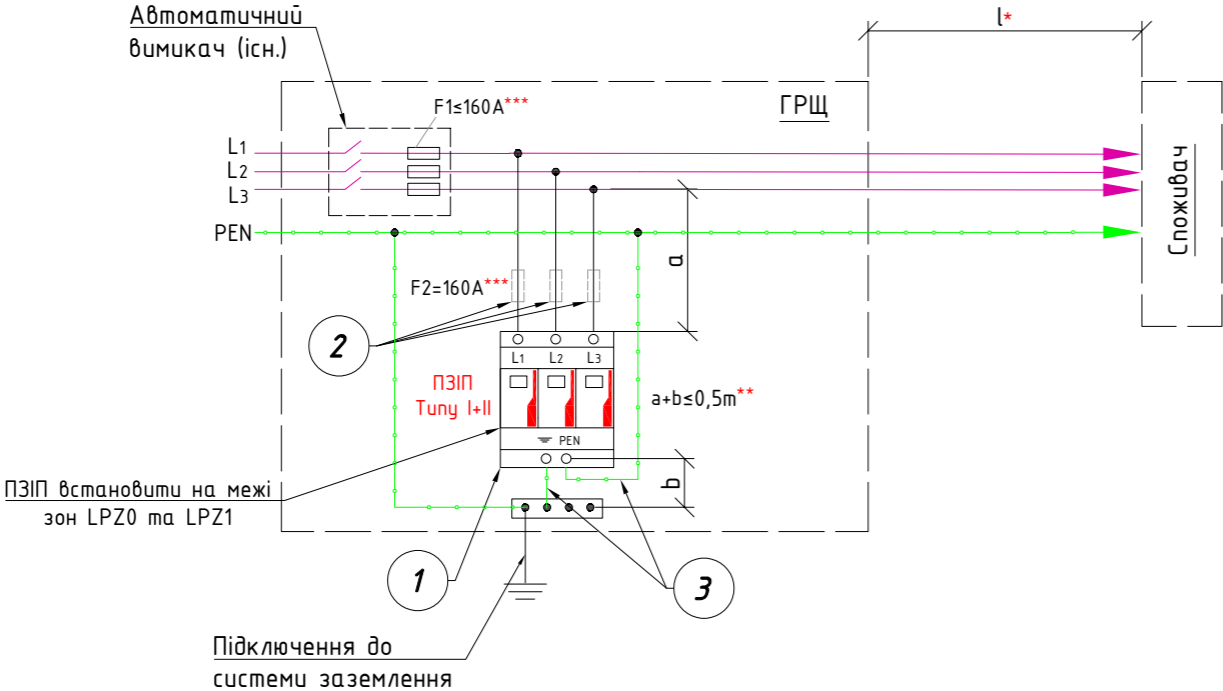 Автоматичний
вимикач (існ.)
l*
ГРЩ
F1≤160A***
L1
L2
L3
PEN
Споживач
a
F2=160A***
2
L1 L2 L3
ПЗІП
Типу I+II
a+b≤0,5m**
PEN
b
ПЗІП встановити на межі
зон LPZ0 та LPZ1
1
3
Підключення до
системи заземлення